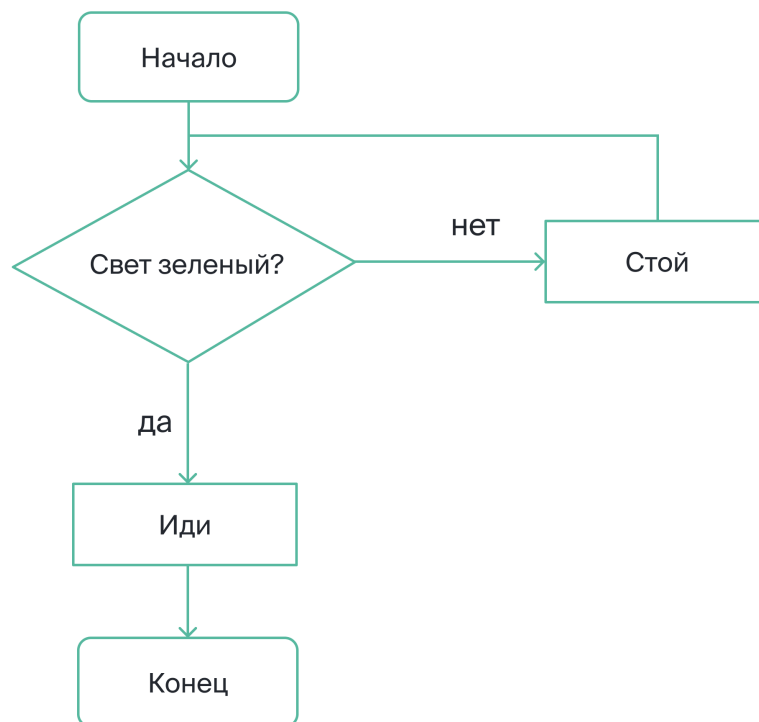 Начало
Свет зеленый?
нет
Стой
да
Иди
Конец